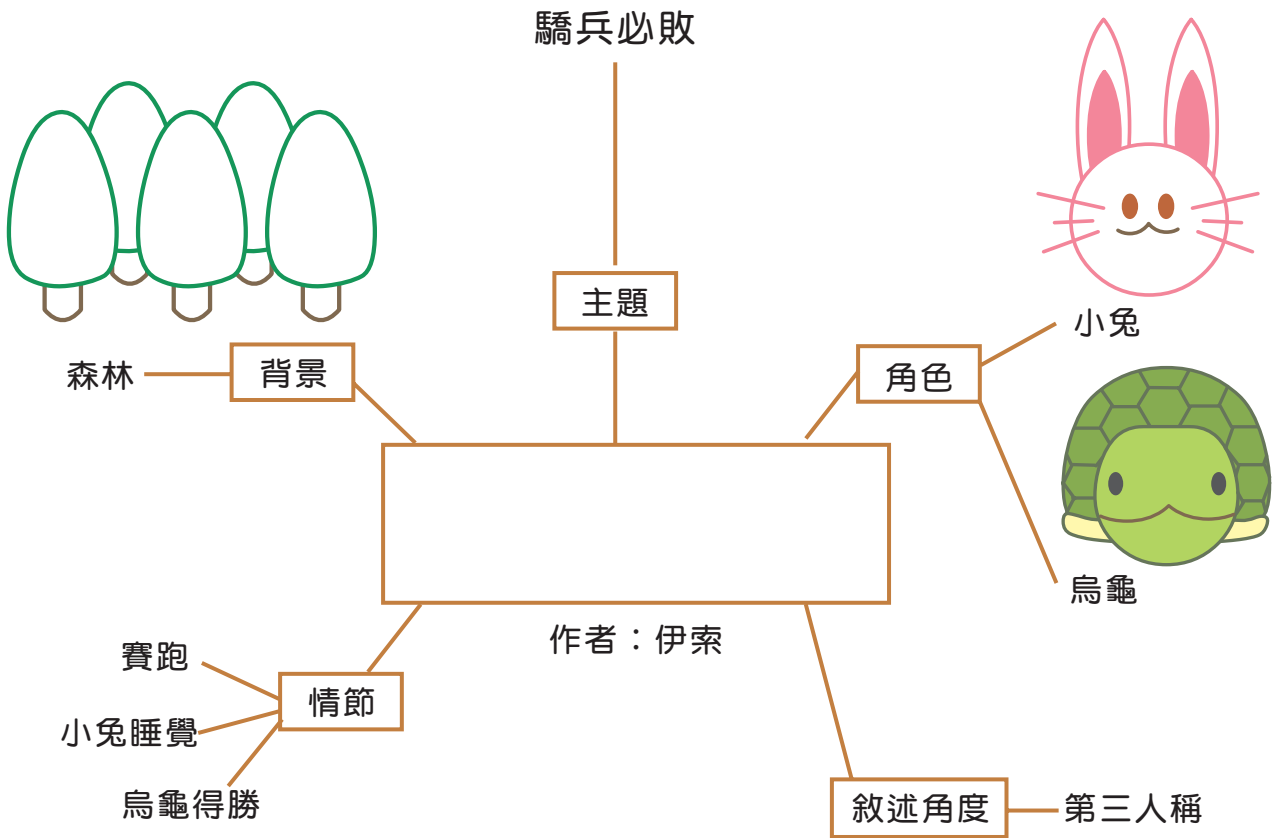 驕兵必敗
主題
小兔
森林
背景
角色
烏龜
作者：伊索
賽跑
情節
小兔睡覺
烏龜得勝
敘述角度
第三人稱